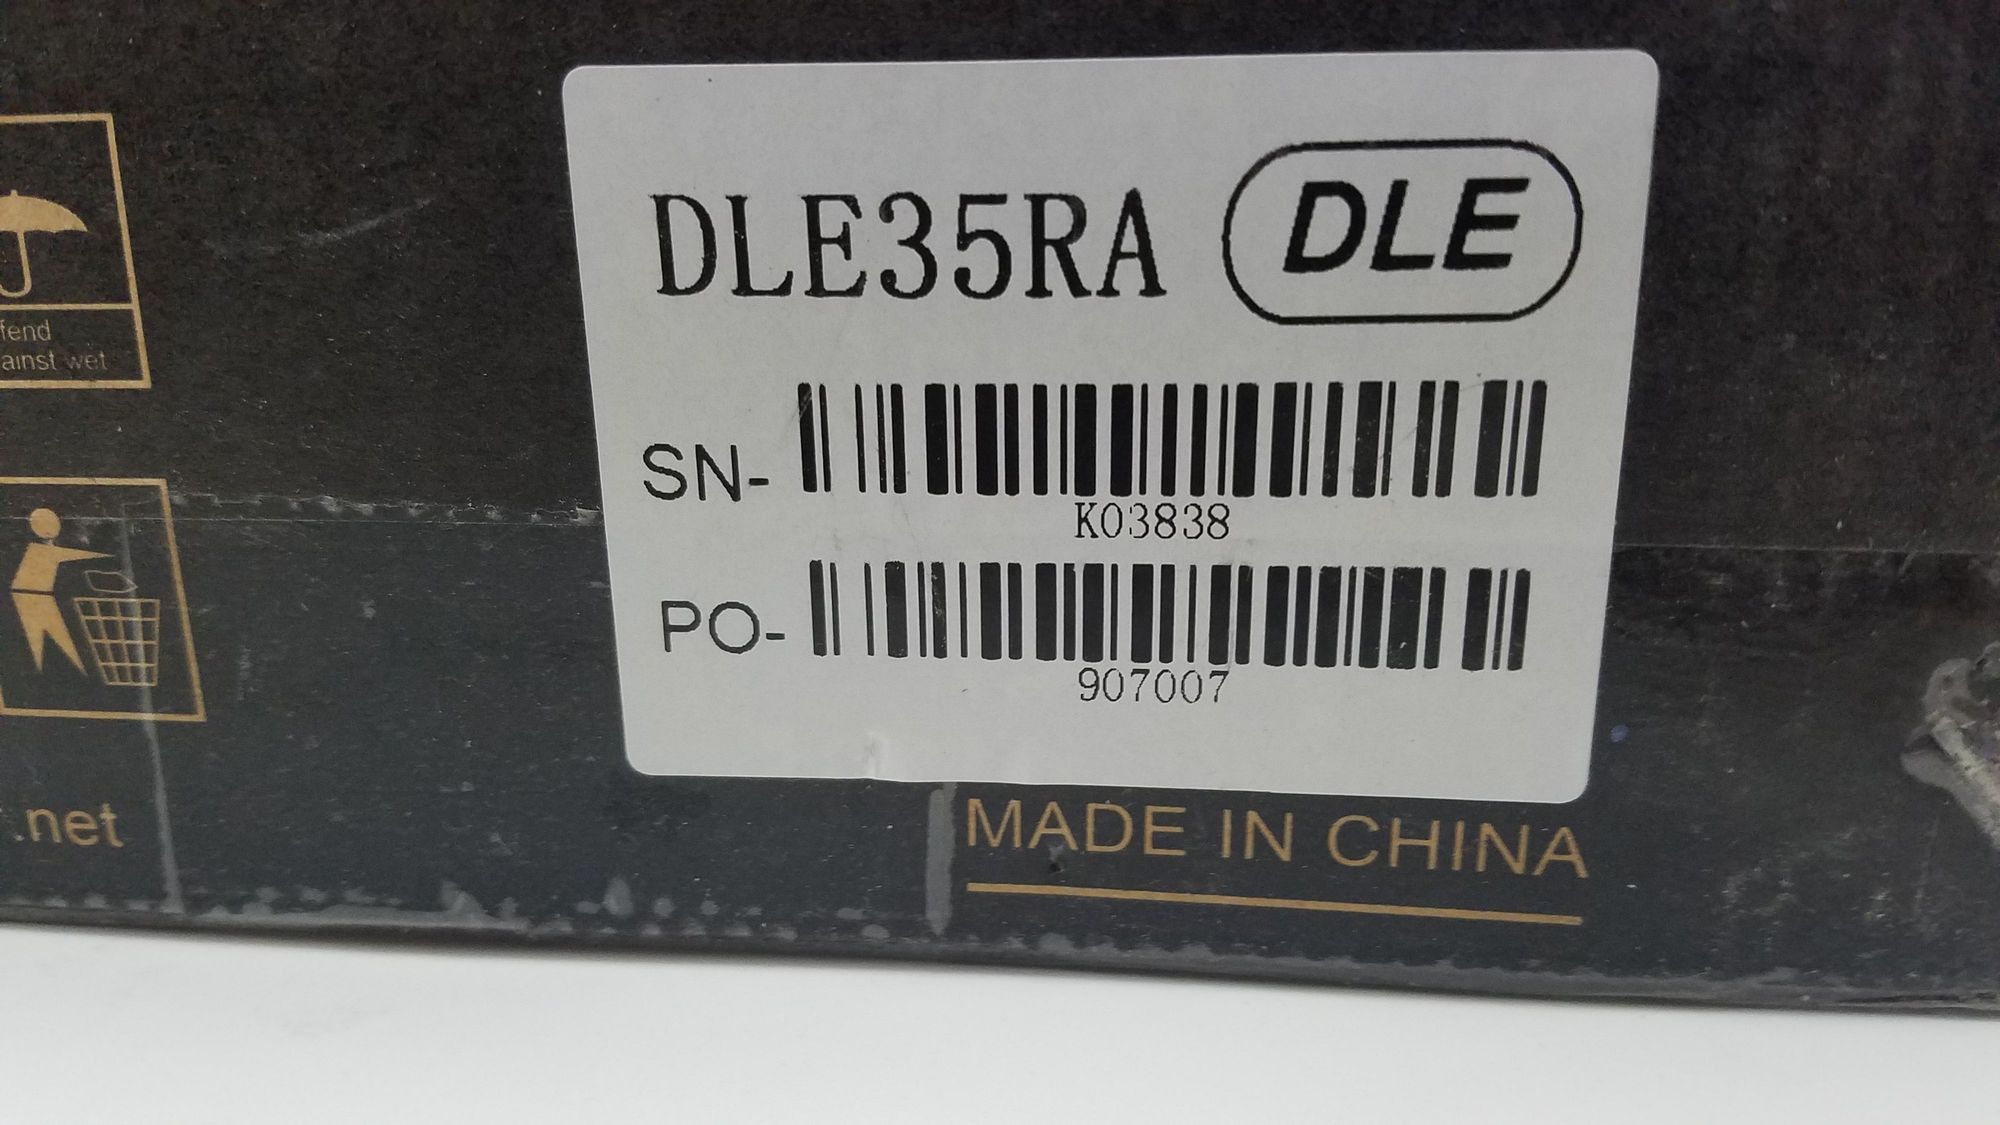 DLE35RA DLE
fend
ainst wet
SN-
K03838
PO-
907007
.net
MADE IN CHINA